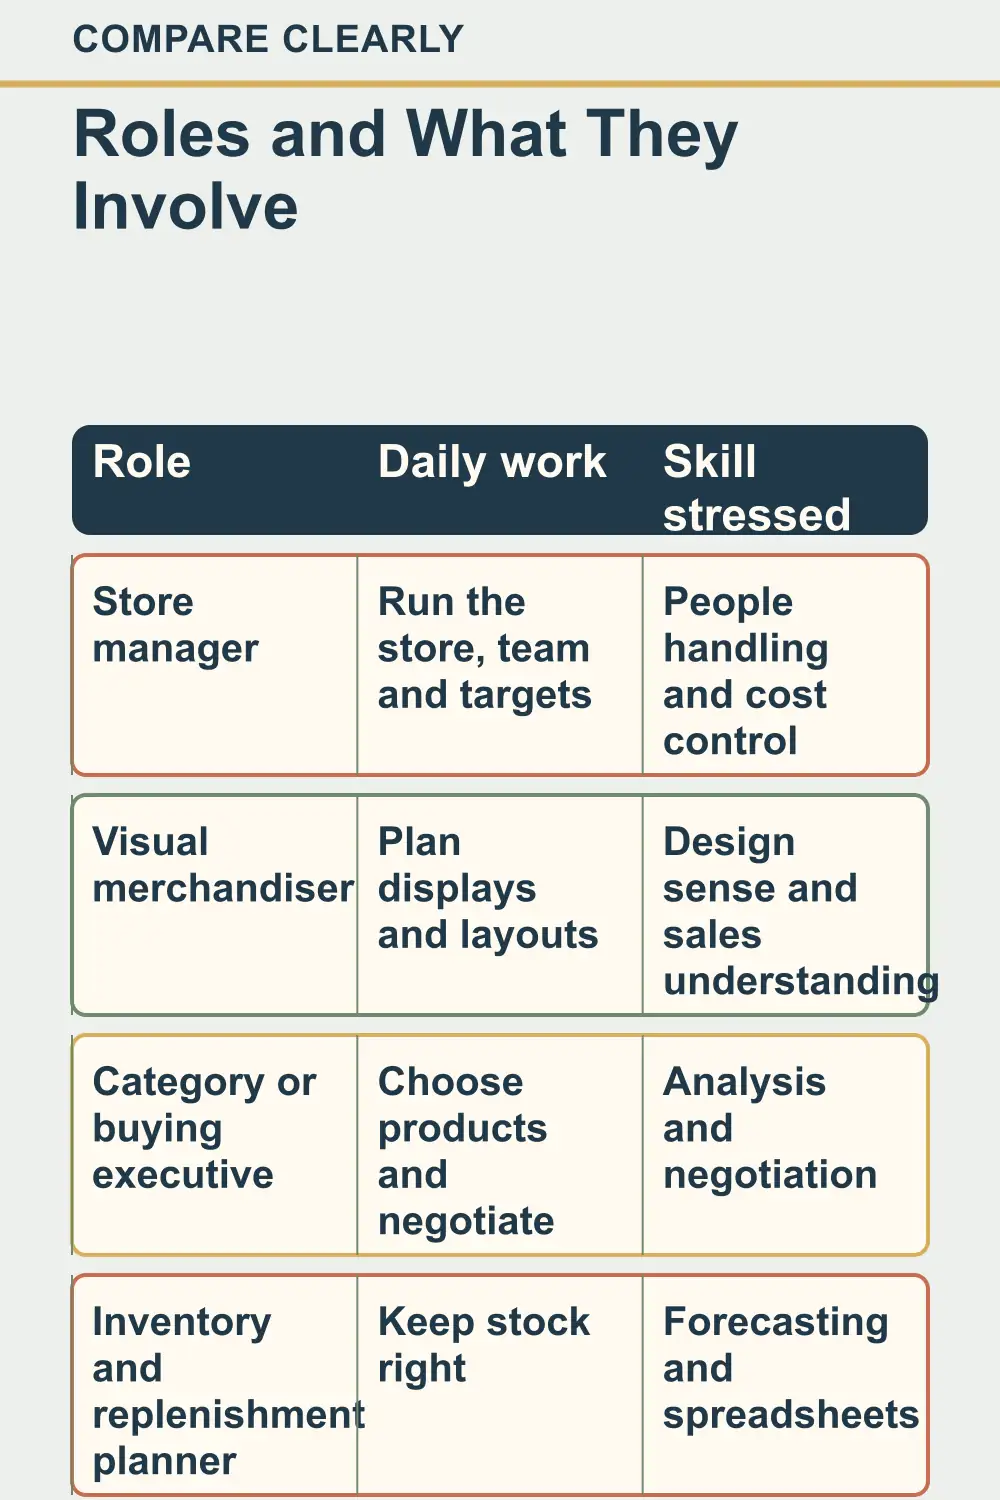 COMPARE CLEARLY
Roles and What They
Involve
Role
Daily work
Skill
stressed
Store
manager
Run the
store, team
and targets
People
handling
and cost
control
Visual
merchandiser
Plan
displays
and layouts
Design
sense and
sales
understanding
Category or
buying
executive
Choose
products
and
negotiate
Analysis
and
negotiation
Inventory
and
replenishment
planner
Keep stock
right
Forecasting
and
spreadsheets